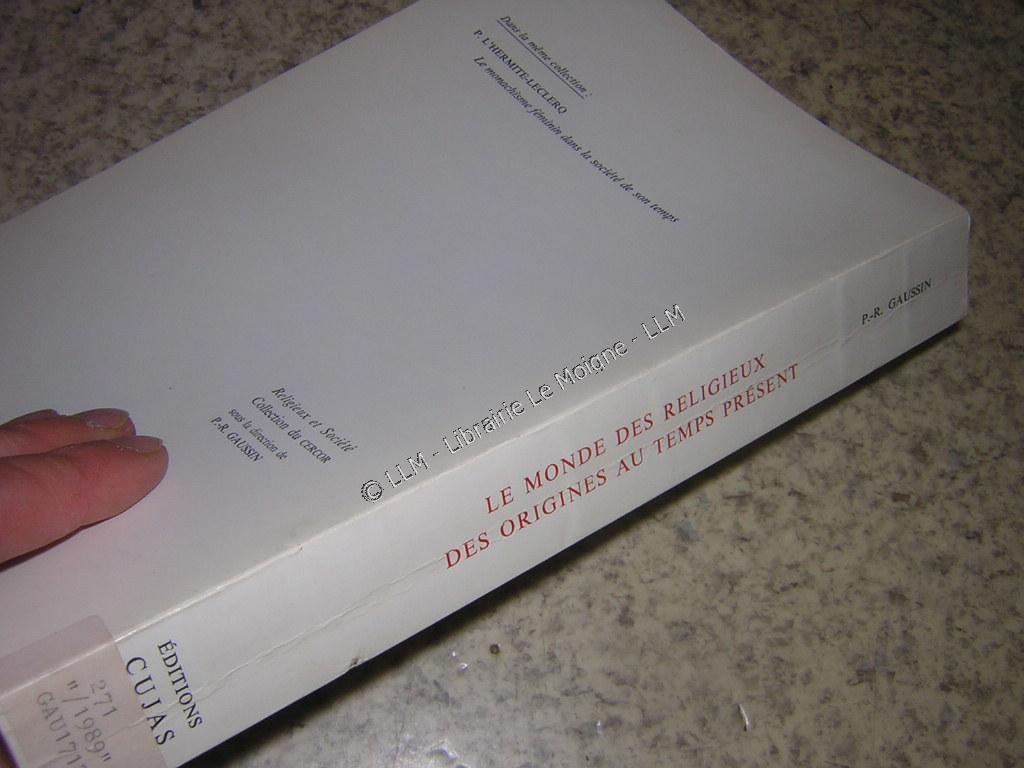 Dans la même collection :
P. L'HERMITE-LECLERQ
Le monachisme féminin dans la société de son temps
Religieux et Société
Collection du CERCOR
sous la direction de
P.-R. GAUSSIN
© LLM - Librairie Le Moigne - LLM
P.-R. GAUSSIN
LE MONDE DES RELIGIEUX
DES ORIGINES AU TEMPS PRÉSENT
ÉDITIONS
CUJAS
271
"/1989"